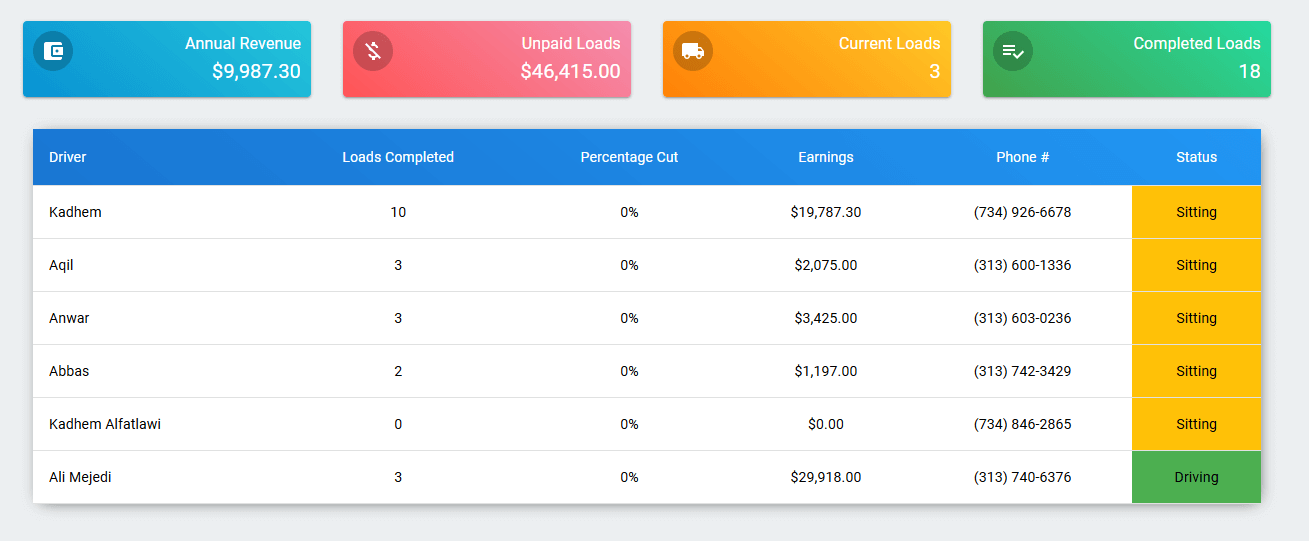 Annual Revenue
$9,987.30
Unpaid Loads
$46,415.00
Current Loads
3
Completed Loads
18
Driver Loads Completed Percentage Cut Earnings Phone # Status
Kadhem 10 0% $19,787.30 (734) 926-6678 Sitting
Aqil 3 0% $2,075.00 (313) 600-1336 Sitting
Anwar 3 0% $3,425.00 (313) 603-0236 Sitting
Abbas 2 0% $1,197.00 (313) 742-3429 Sitting
Kadhem Alfatlawi 0 0% $0.00 (734) 846-2865 Sitting
Ali Mejedi 3 0% $29,918.00 (313) 740-6376 Driving